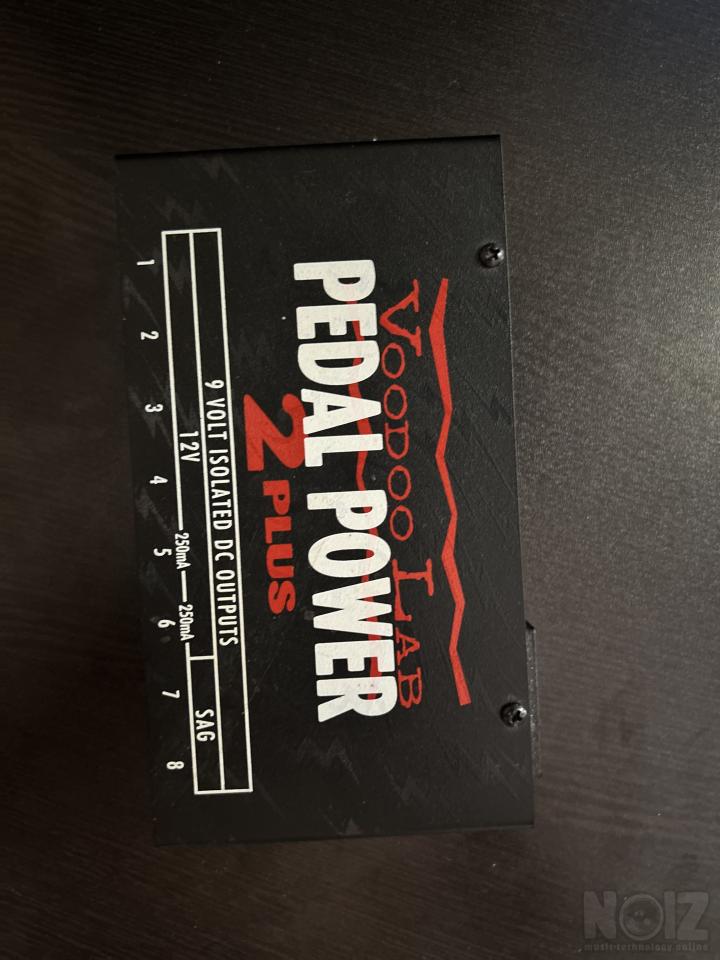 VOODOO LAB
PEDAL POWER
2 PLUS
9 VOLT ISOLATED DC OUTPUTS
12V 250mA 250mA SAG
1 2 3 4 5 6 7 8
NOIZ
music-technology.online